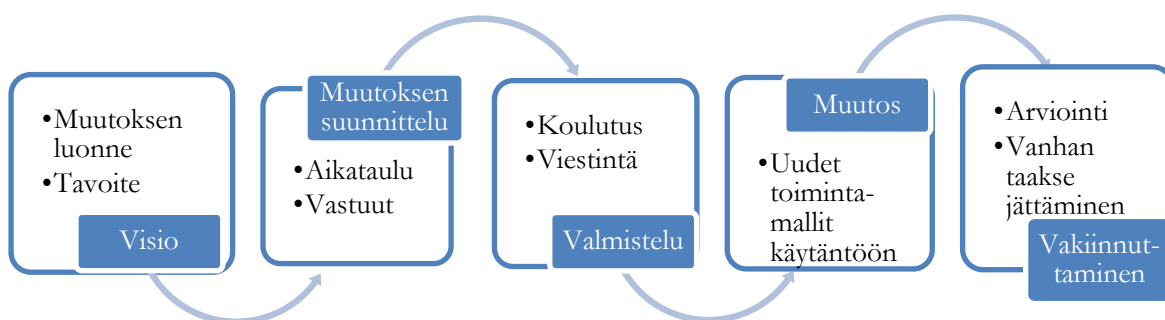 •Muutoksen
luonne
•Tavoite
Visio
Muutoksen
suunnittelu
•Aikataulu
•Vastuut
•Koulutus
•Viestintä
Valmistelu
Muutos
•Uudet
toiminta-
mallit
käytäntöön
•Arviointi
•Vanhan
taakse
jättäminen
Vakiinnut-
taminen